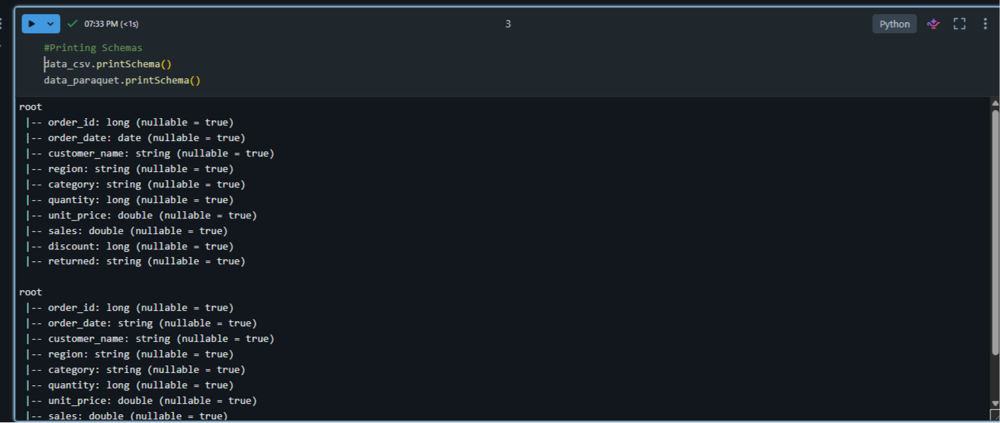 07:33 PM (<1s)
3
Python
#Printing Schemas
data_csv.printSchema()
data_paraquet.printSchema()
root
|-- order_id: long (nullable = true)
|-- order_date: date (nullable = true)
|-- customer_name: string (nullable = true)
|-- region: string (nullable = true)
|-- category: string (nullable = true)
|-- quantity: long (nullable = true)
|-- unit_price: double (nullable = true)
|-- sales: double (nullable = true)
|-- discount: long (nullable = true)
|-- returned: string (nullable = true)
root
|-- order_id: long (nullable = true)
|-- order_date: string (nullable = true)
|-- customer_name: string (nullable = true)
|-- region: string (nullable = true)
|-- category: string (nullable = true)
|-- quantity: long (nullable = true)
|-- unit_price: double (nullable = true)
|-- sales: double (nullable = true)